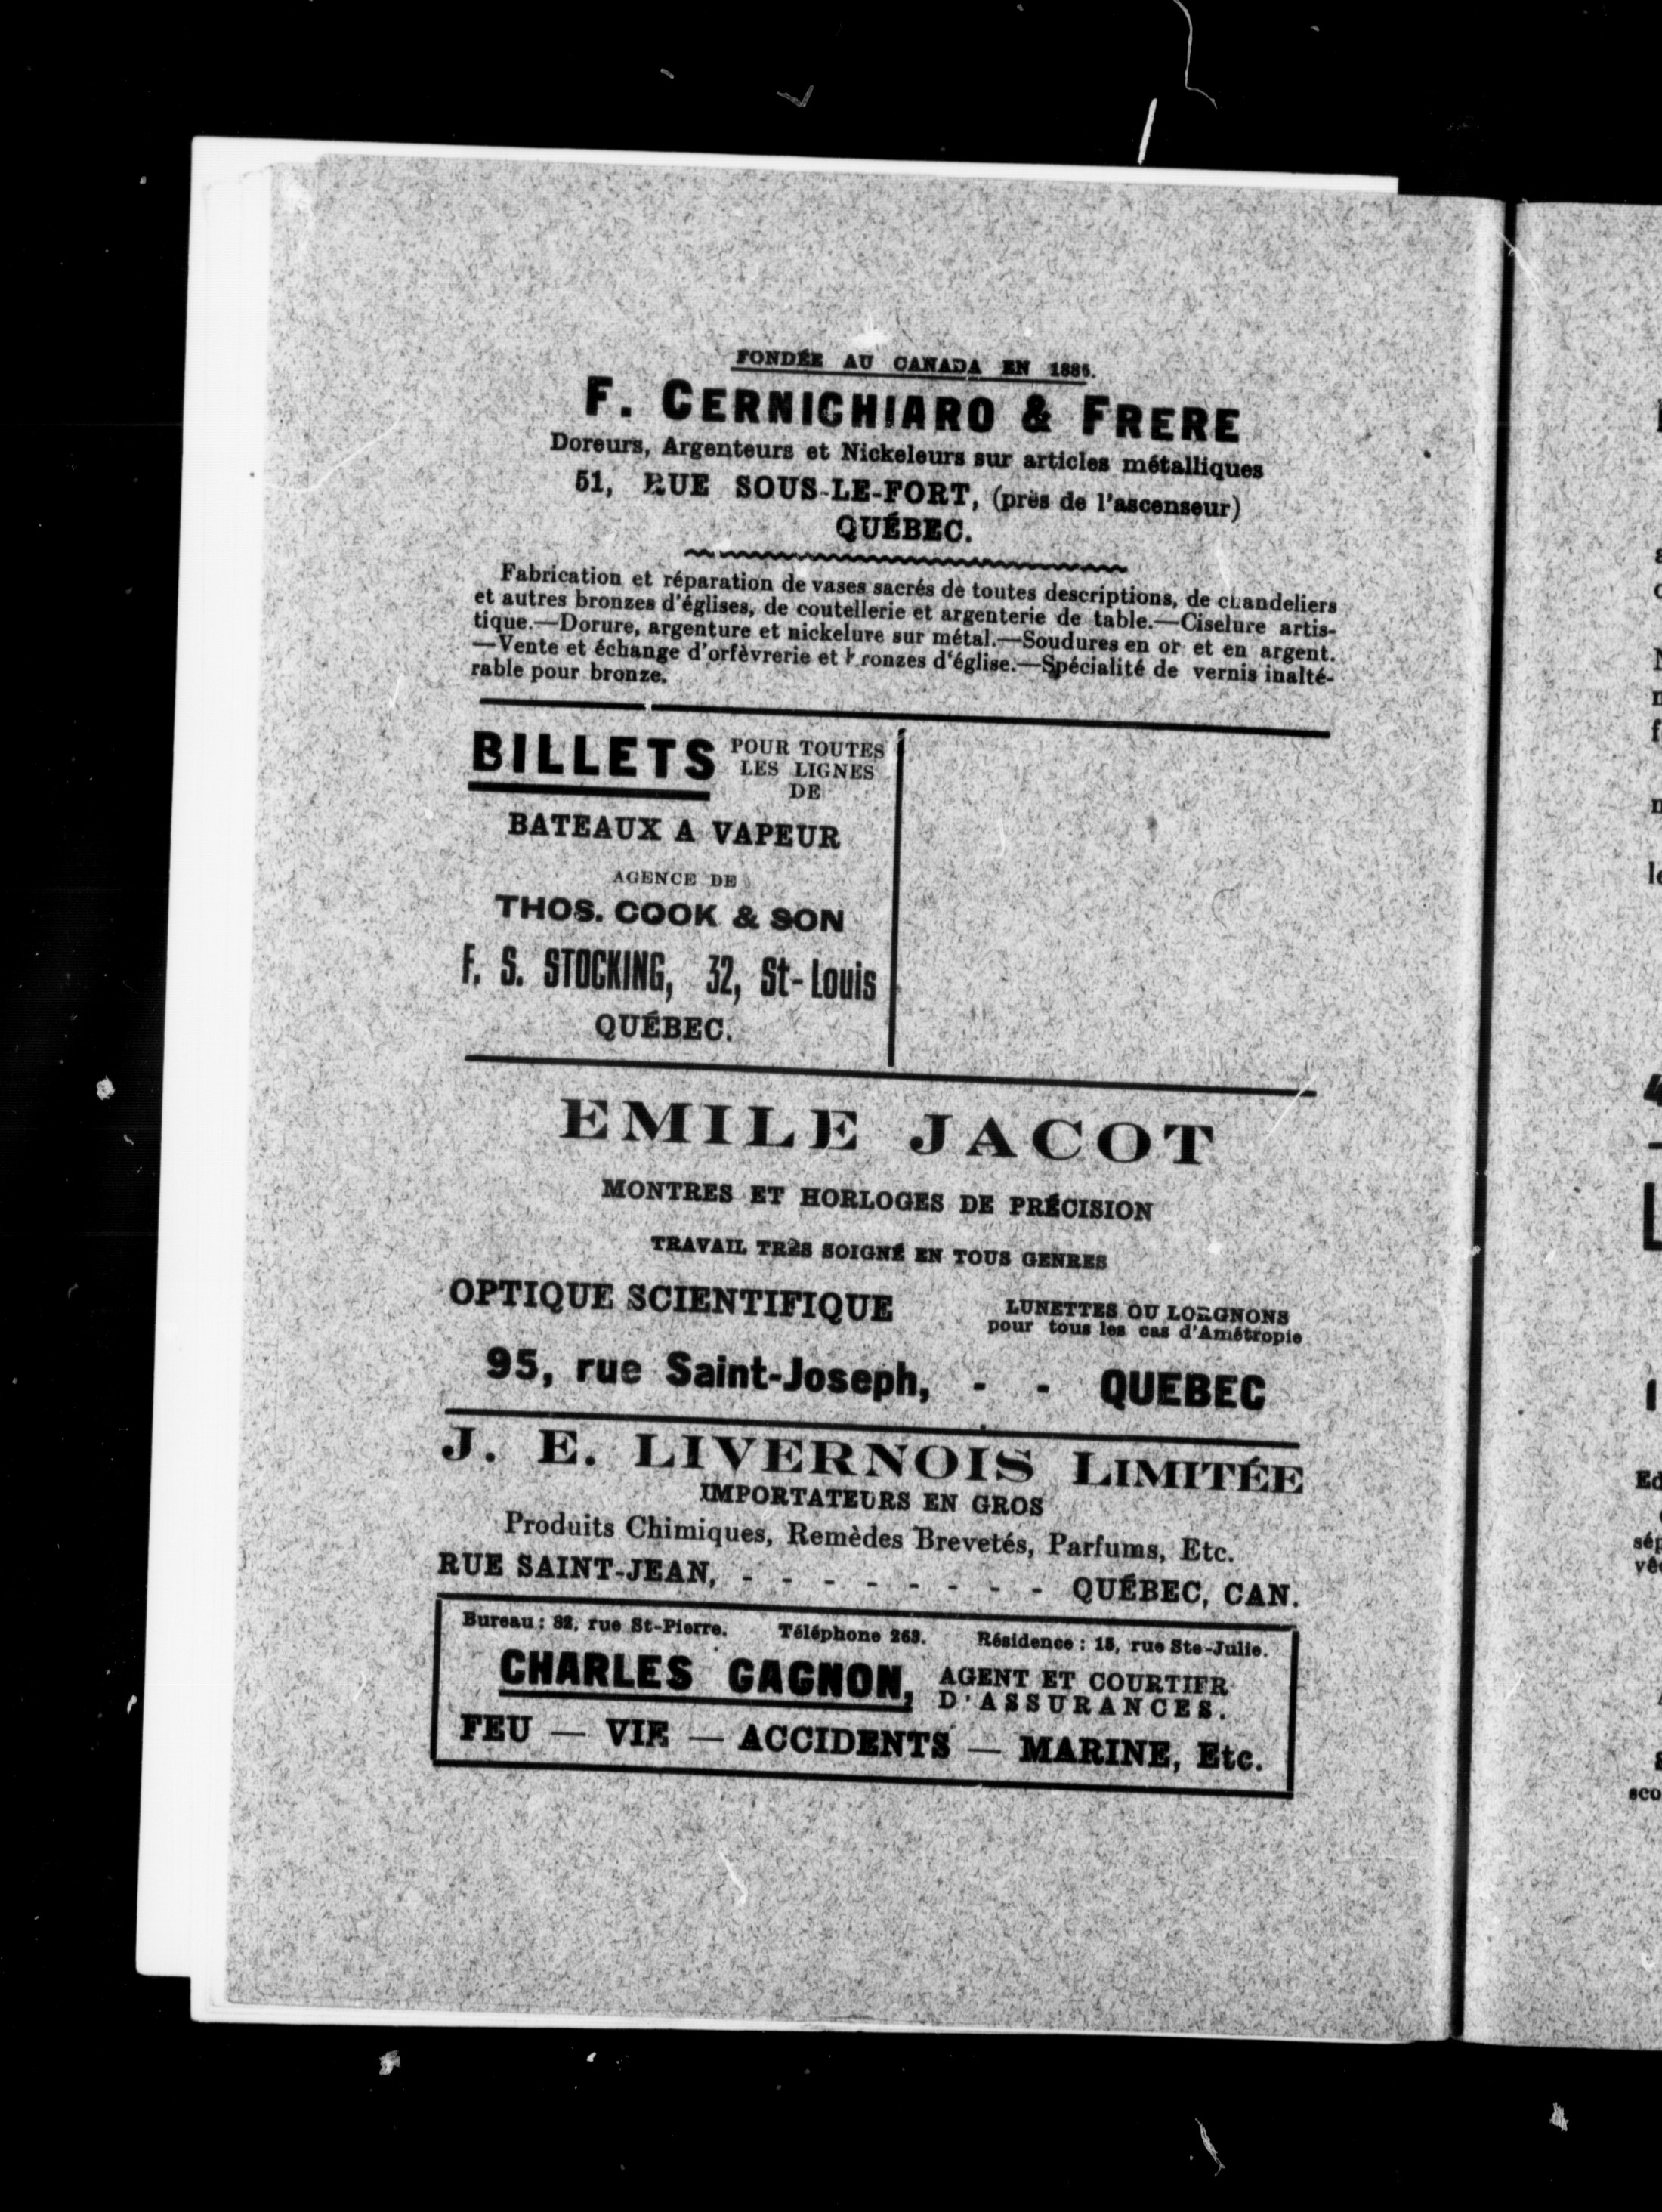 FONDÉE AU CANADA EN 1885.
F. CERNICHIARO & FRERE
Doreurs, Argenteurs et Nickeleurs sur articles métalliques
51, RUE SOUS-LE-FORT, (près de l'ascenseur)
QUÉBEC.
Fabrication et réparation de vases sacrés de toutes descriptions, de chandeliers
et autres bronzes d'églises, de coutellerie et argenterie de table.—Ciselure artis-
tique.—Dorure, argenture et nickelure sur métal.—Soudures en or et en argent.
—Vente et échange d'orfèvrerie et bronzes d'église.—Spécialité de vernis inalté-
rable pour bronze.
BILLETS POUR TOUTES
LES LIGNES
DE
BATEAUX A VAPEUR
AGENCE DE
THOS. COOK & SON
F. S. STOCKING, 32, St-Louis
QUÉBEC.
EMILE JACOT
MONTRES ET HORLOGES DE PRÉCISION
TRAVAIL TRÈS SOIGNÉ EN TOUS GENRES
OPTIQUE SCIENTIFIQUE
LUNETTES OU LORGNONS
pour tous les cas d'Amétropie
95, rue Saint-Joseph, - - QUEBEC
J. E. LIVERNOIS LIMITÉE
IMPORTATEURS EN GROS
Produits Chimiques, Remèdes Brevetés, Parfums, Etc.
RUE SAINT-JEAN, - - - - - - - - QUÉBEC, CAN.
Bureau : 82, rue St-Pierre. Téléphone 263. Résidence : 15, rue Ste-Julie.
CHARLES GAGNON, AGENT ET COURTIER
D'ASSURANCES.
FEU — VIE — ACCIDENTS — MARINE, Etc.